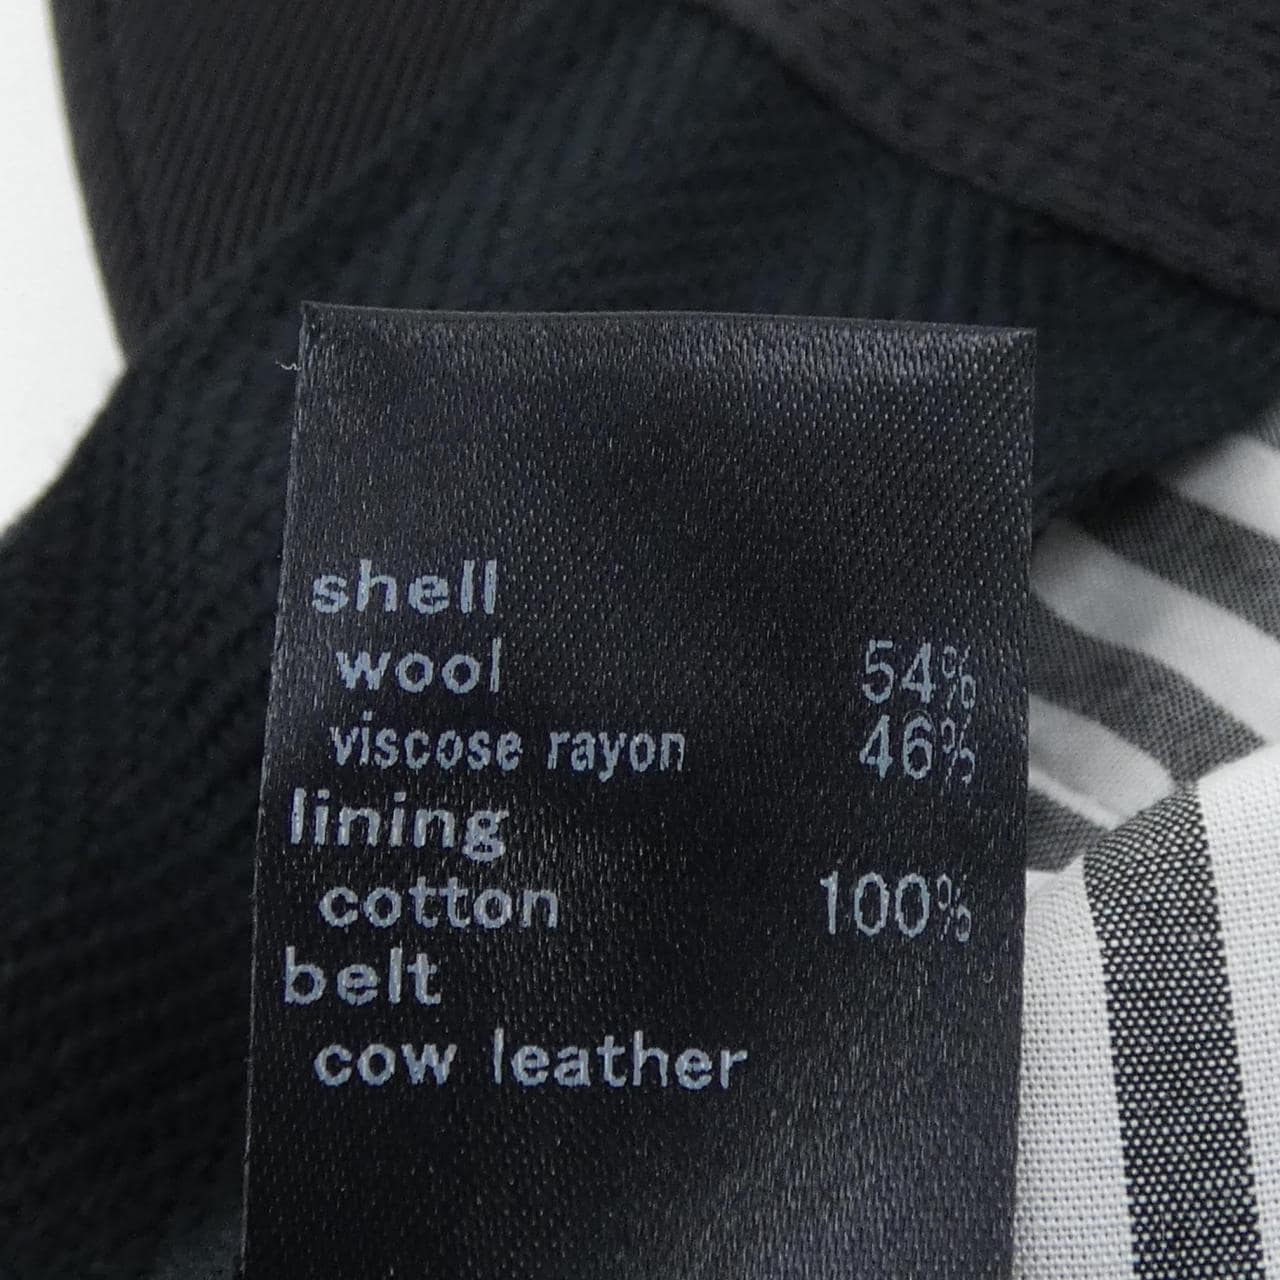 shell
wool 54%
viscose rayon 46%
lining
cotton 100%
belt
cow leather